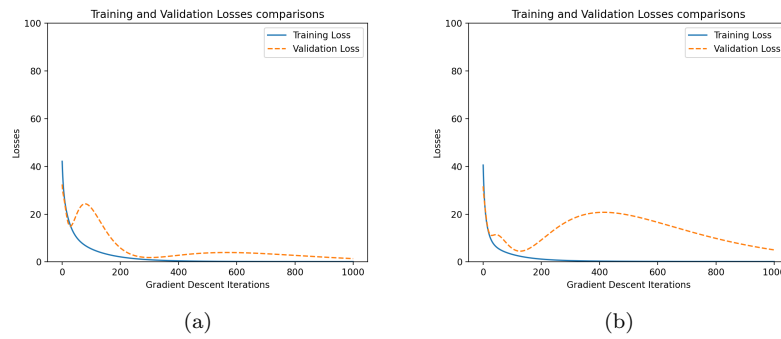 Training and Validation Losses comparisons
Training Loss
Validation Loss
Losses
100
80
60
40
20
0
0 200 400 600 800 1000
Gradient Descent Iterations
(a)
Training and Validation Losses comparisons
Training Loss
Validation Loss
Losses
100
80
60
40
20
0
0 200 400 600 800
Gradient Descent Iterations
(b)